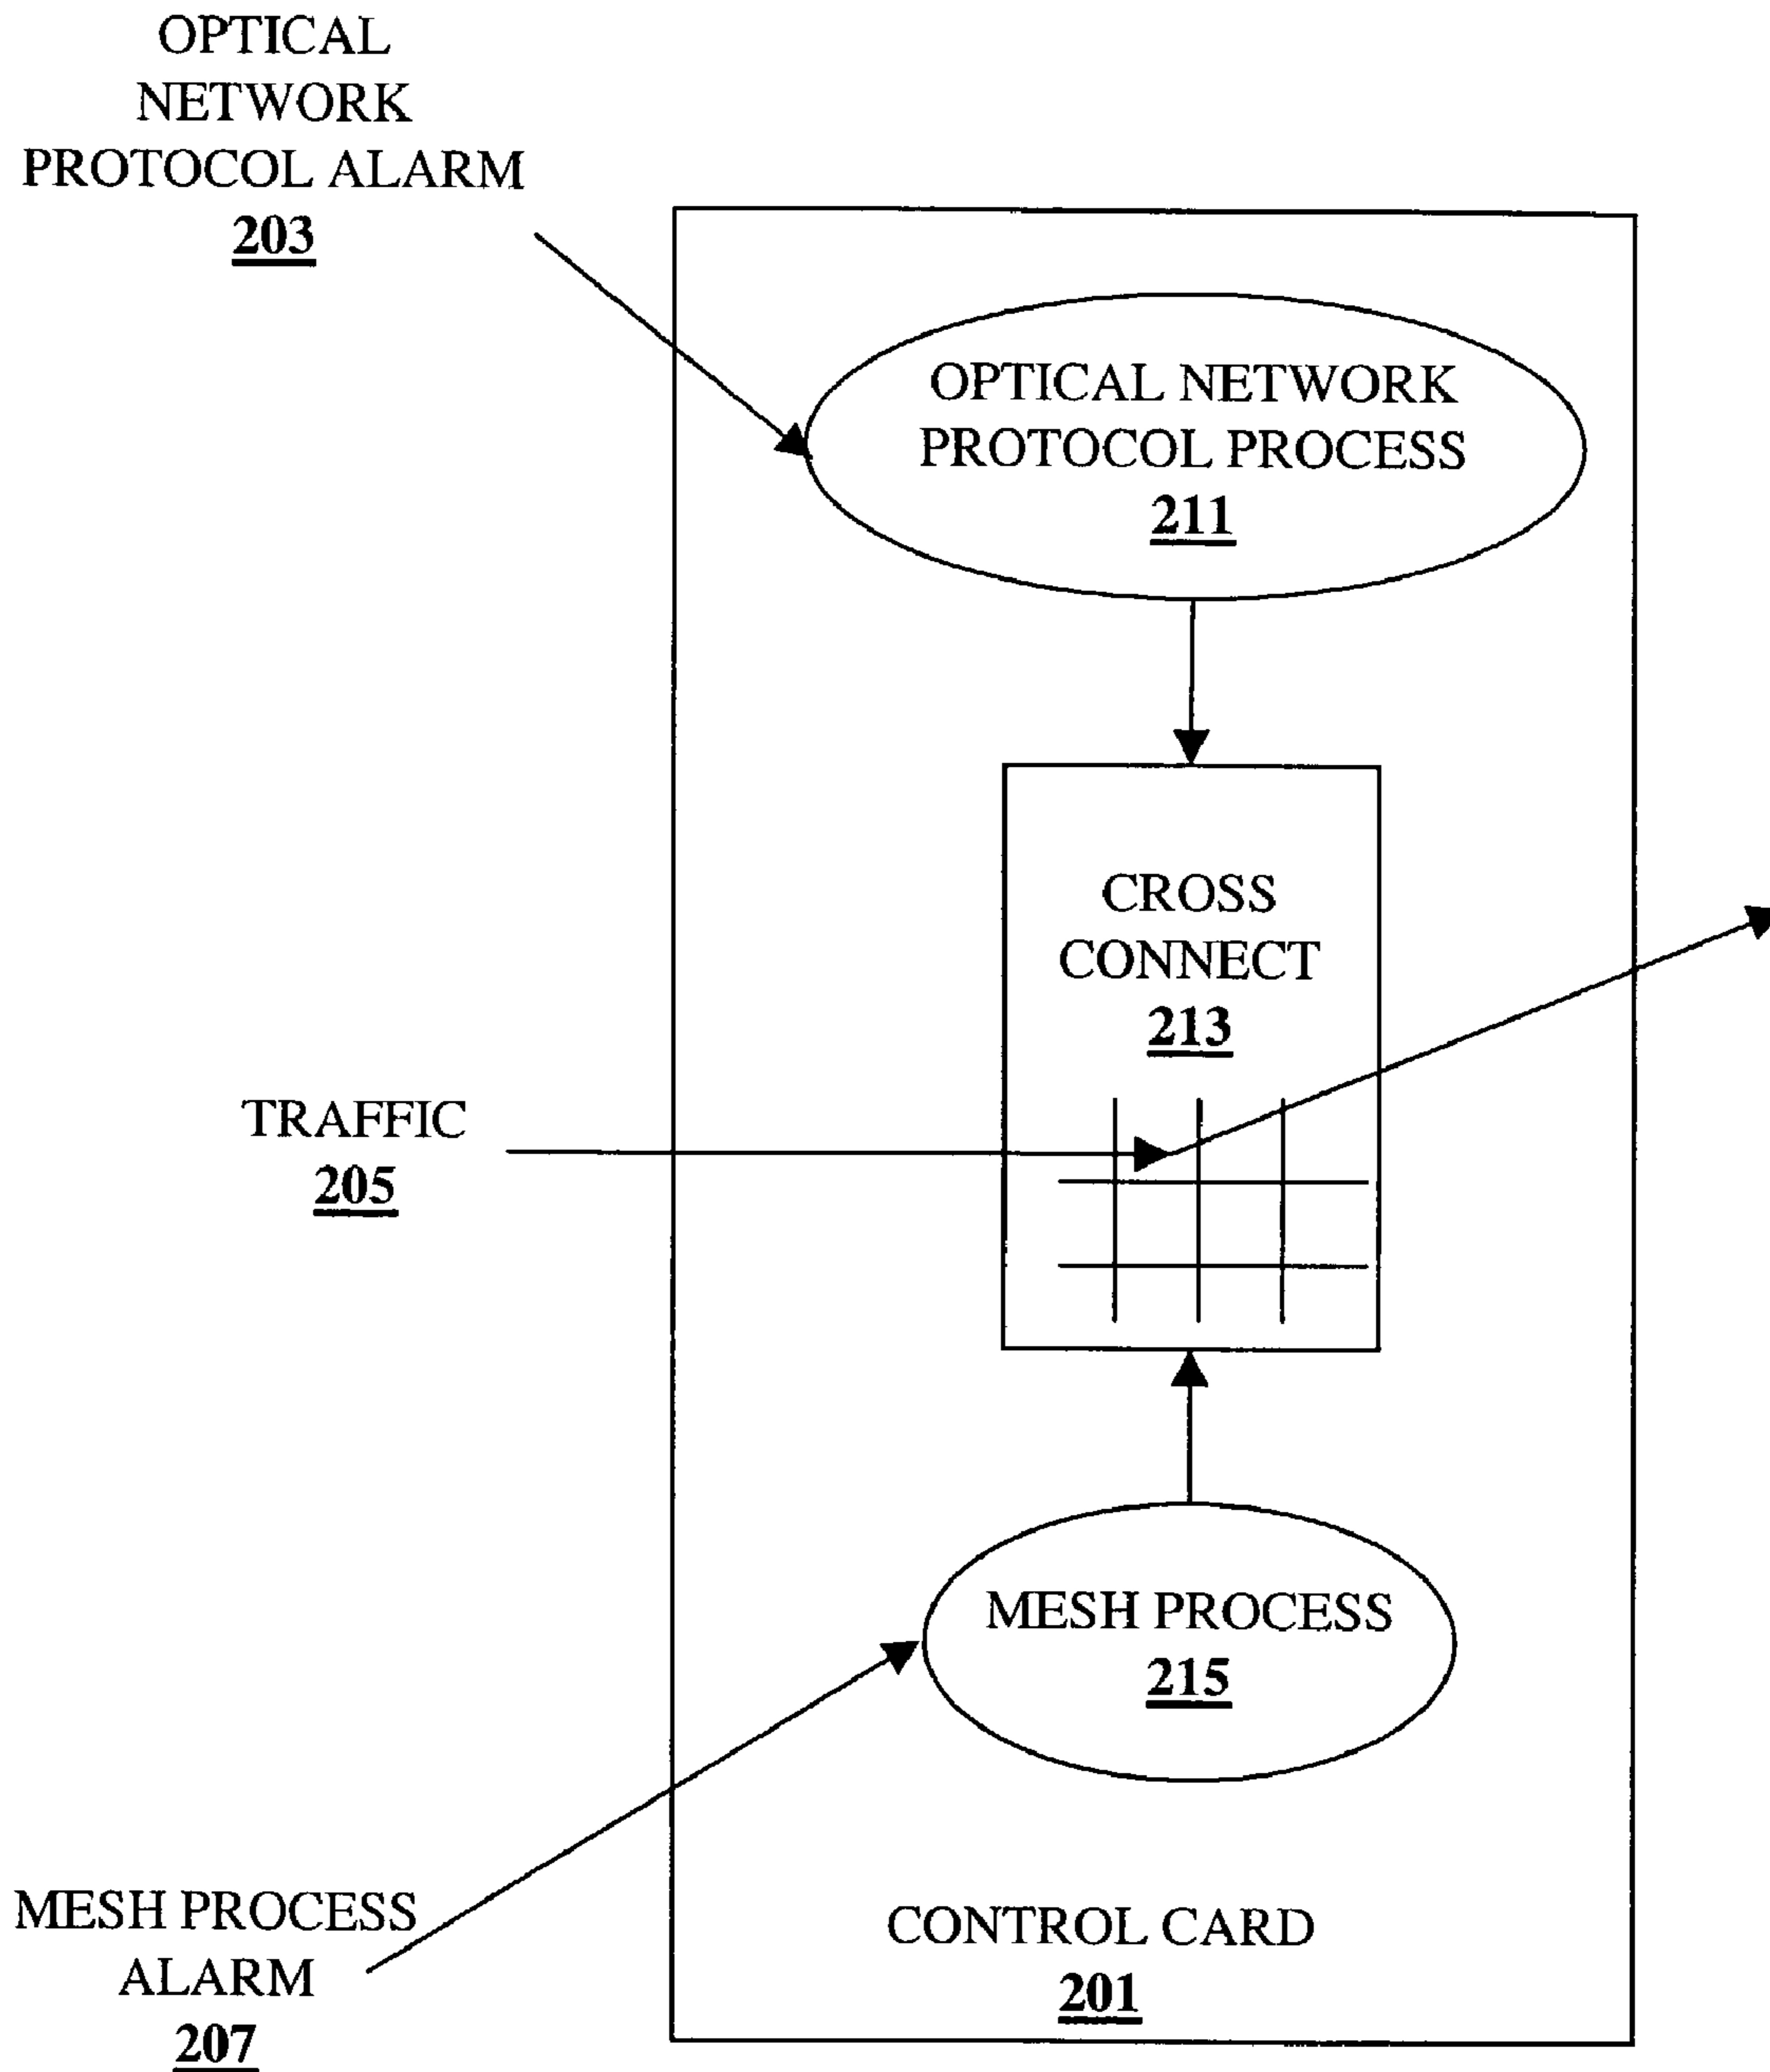 OPTICAL
NETWORK
PROTOCOL ALARM
203
OPTICAL NETWORK
PROTOCOL PROCESS
211
CROSS
CONNECT
213
TRAFFIC
205
MESH PROCESS
215
MESH PROCESS
ALARM
207
CONTROL CARD
201